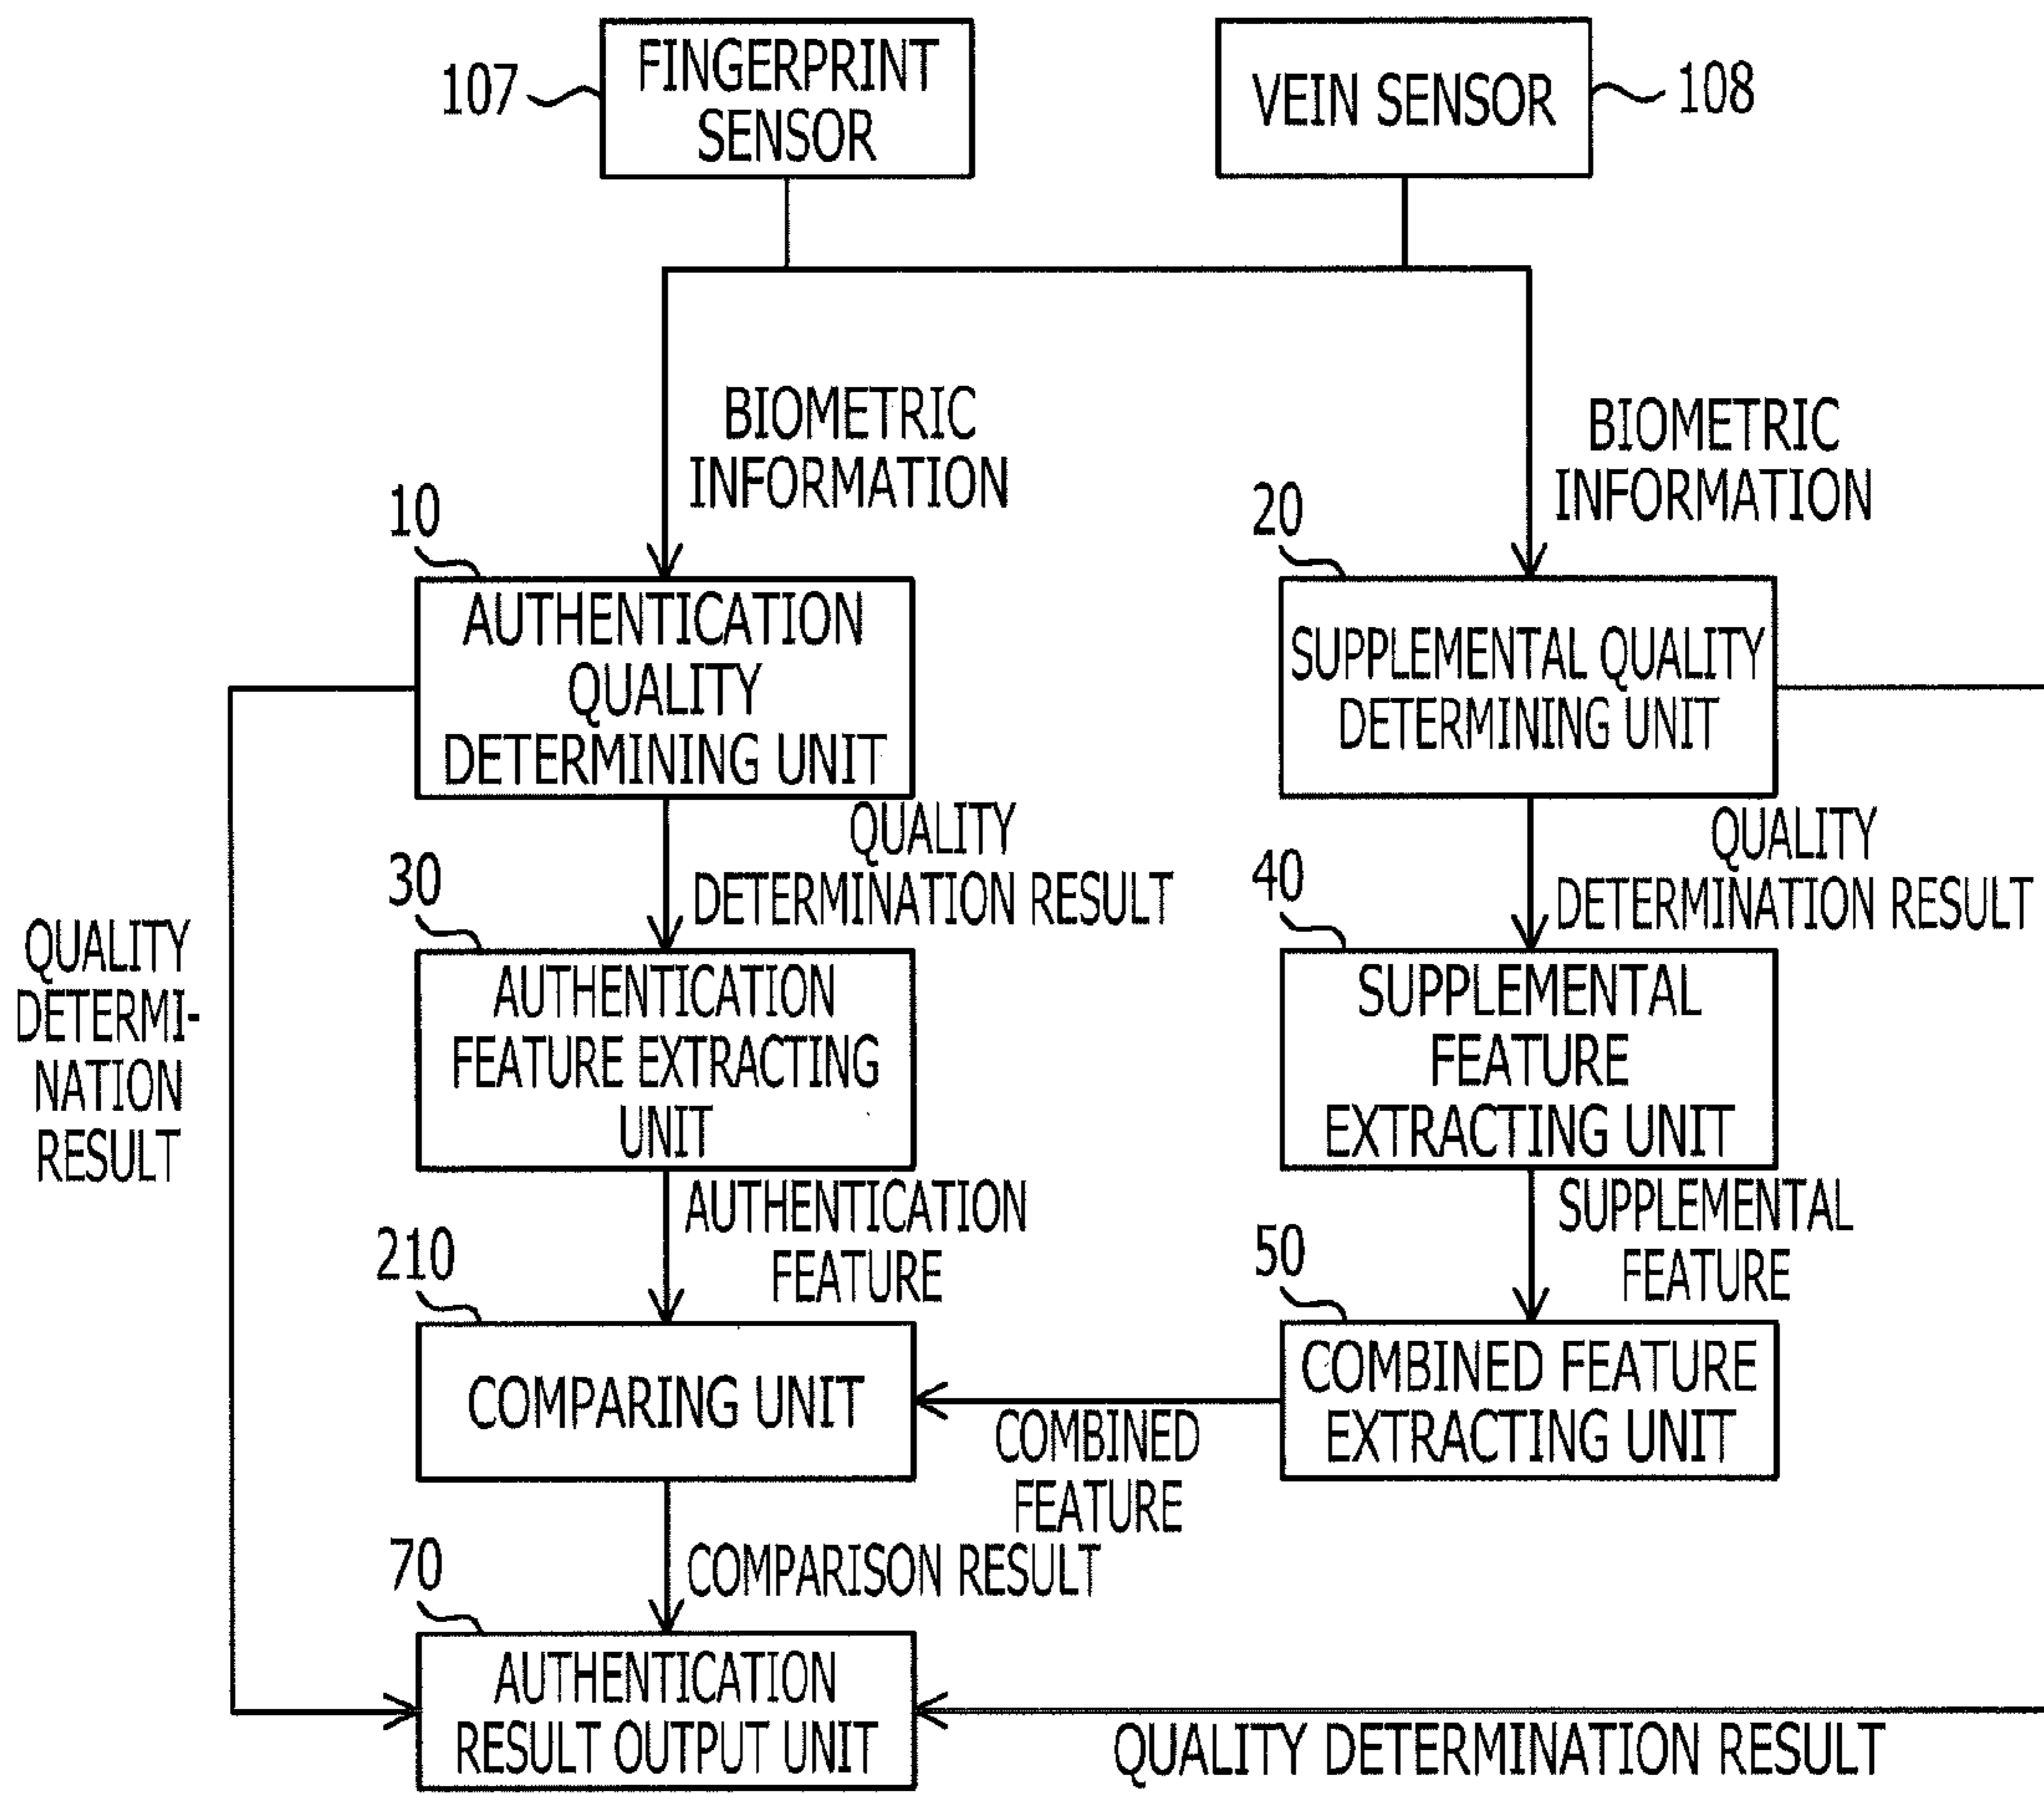 107
FINGERPRINT
SENSOR
VEIN SENSOR
108
BIOMETRIC
INFORMATION
BIOMETRIC
INFORMATION
10
AUTHENTICATION
QUALITY
DETERMINING UNIT
20
SUPPLEMENTAL QUALITY
DETERMINING UNIT
QUALITY
DETERMINATION RESULT
QUALITY
DETERMINATION RESULT
QUALITY
DETERMI-
NATION
RESULT
30
AUTHENTICATION
FEATURE EXTRACTING
UNIT
40
SUPPLEMENTAL
FEATURE
EXTRACTING UNIT
AUTHENTICATION
FEATURE
SUPPLEMENTAL
FEATURE
210
COMPARING UNIT
50
COMBINED FEATURE
EXTRACTING UNIT
COMBINED
FEATURE
COMPARISON RESULT
70
AUTHENTICATION
RESULT OUTPUT UNIT
QUALITY DETERMINATION RESULT